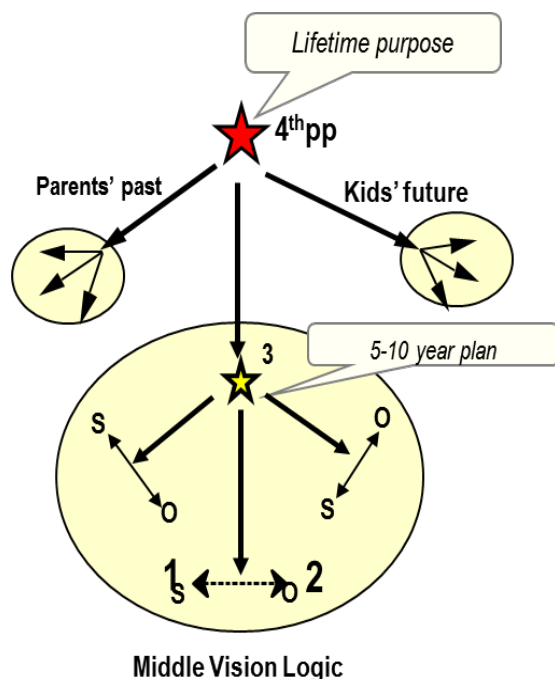 Lifetime purpose
4thpp
Parents' past
Kids' future
3
5-10 year plan
S
O
O
S
1
S
O
2
Middle Vision Logic